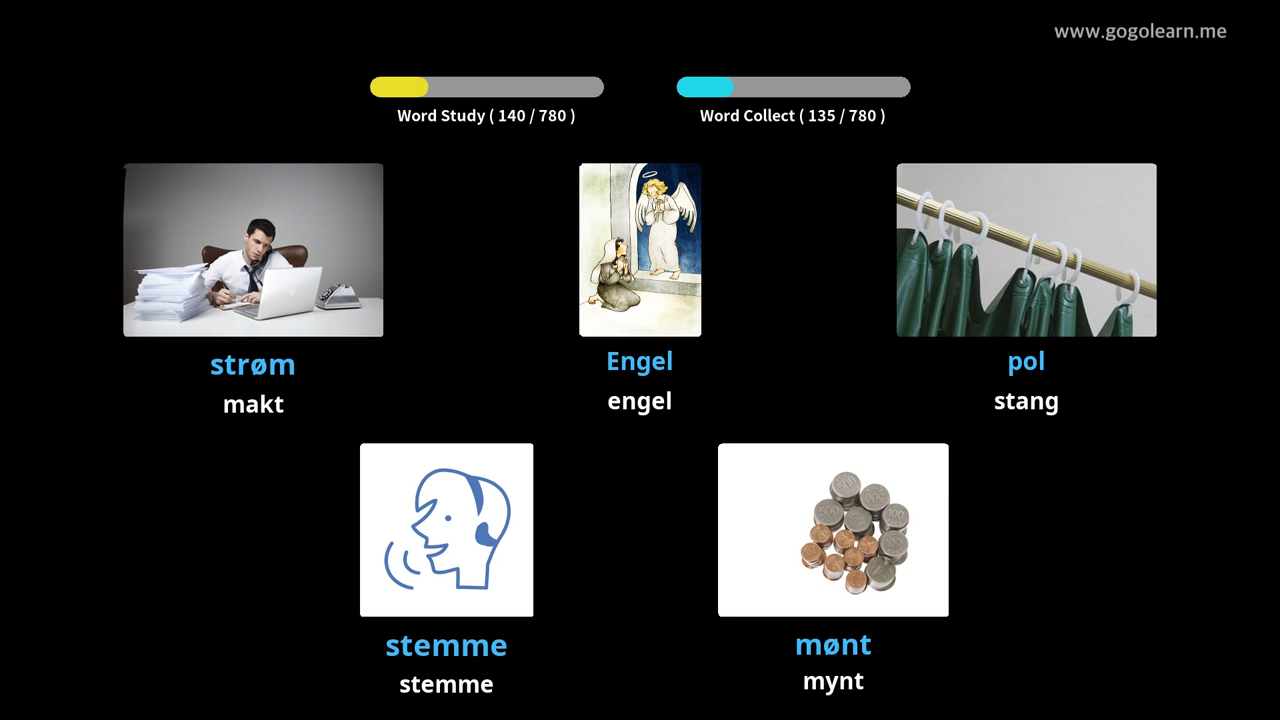 www.gogolearn.me
Word Study ( 140 / 780 )
Word Collect ( 135 / 780 )
strøm
makt
Engel
engel
pol
stang
stemme
stemme
mønt
mynt